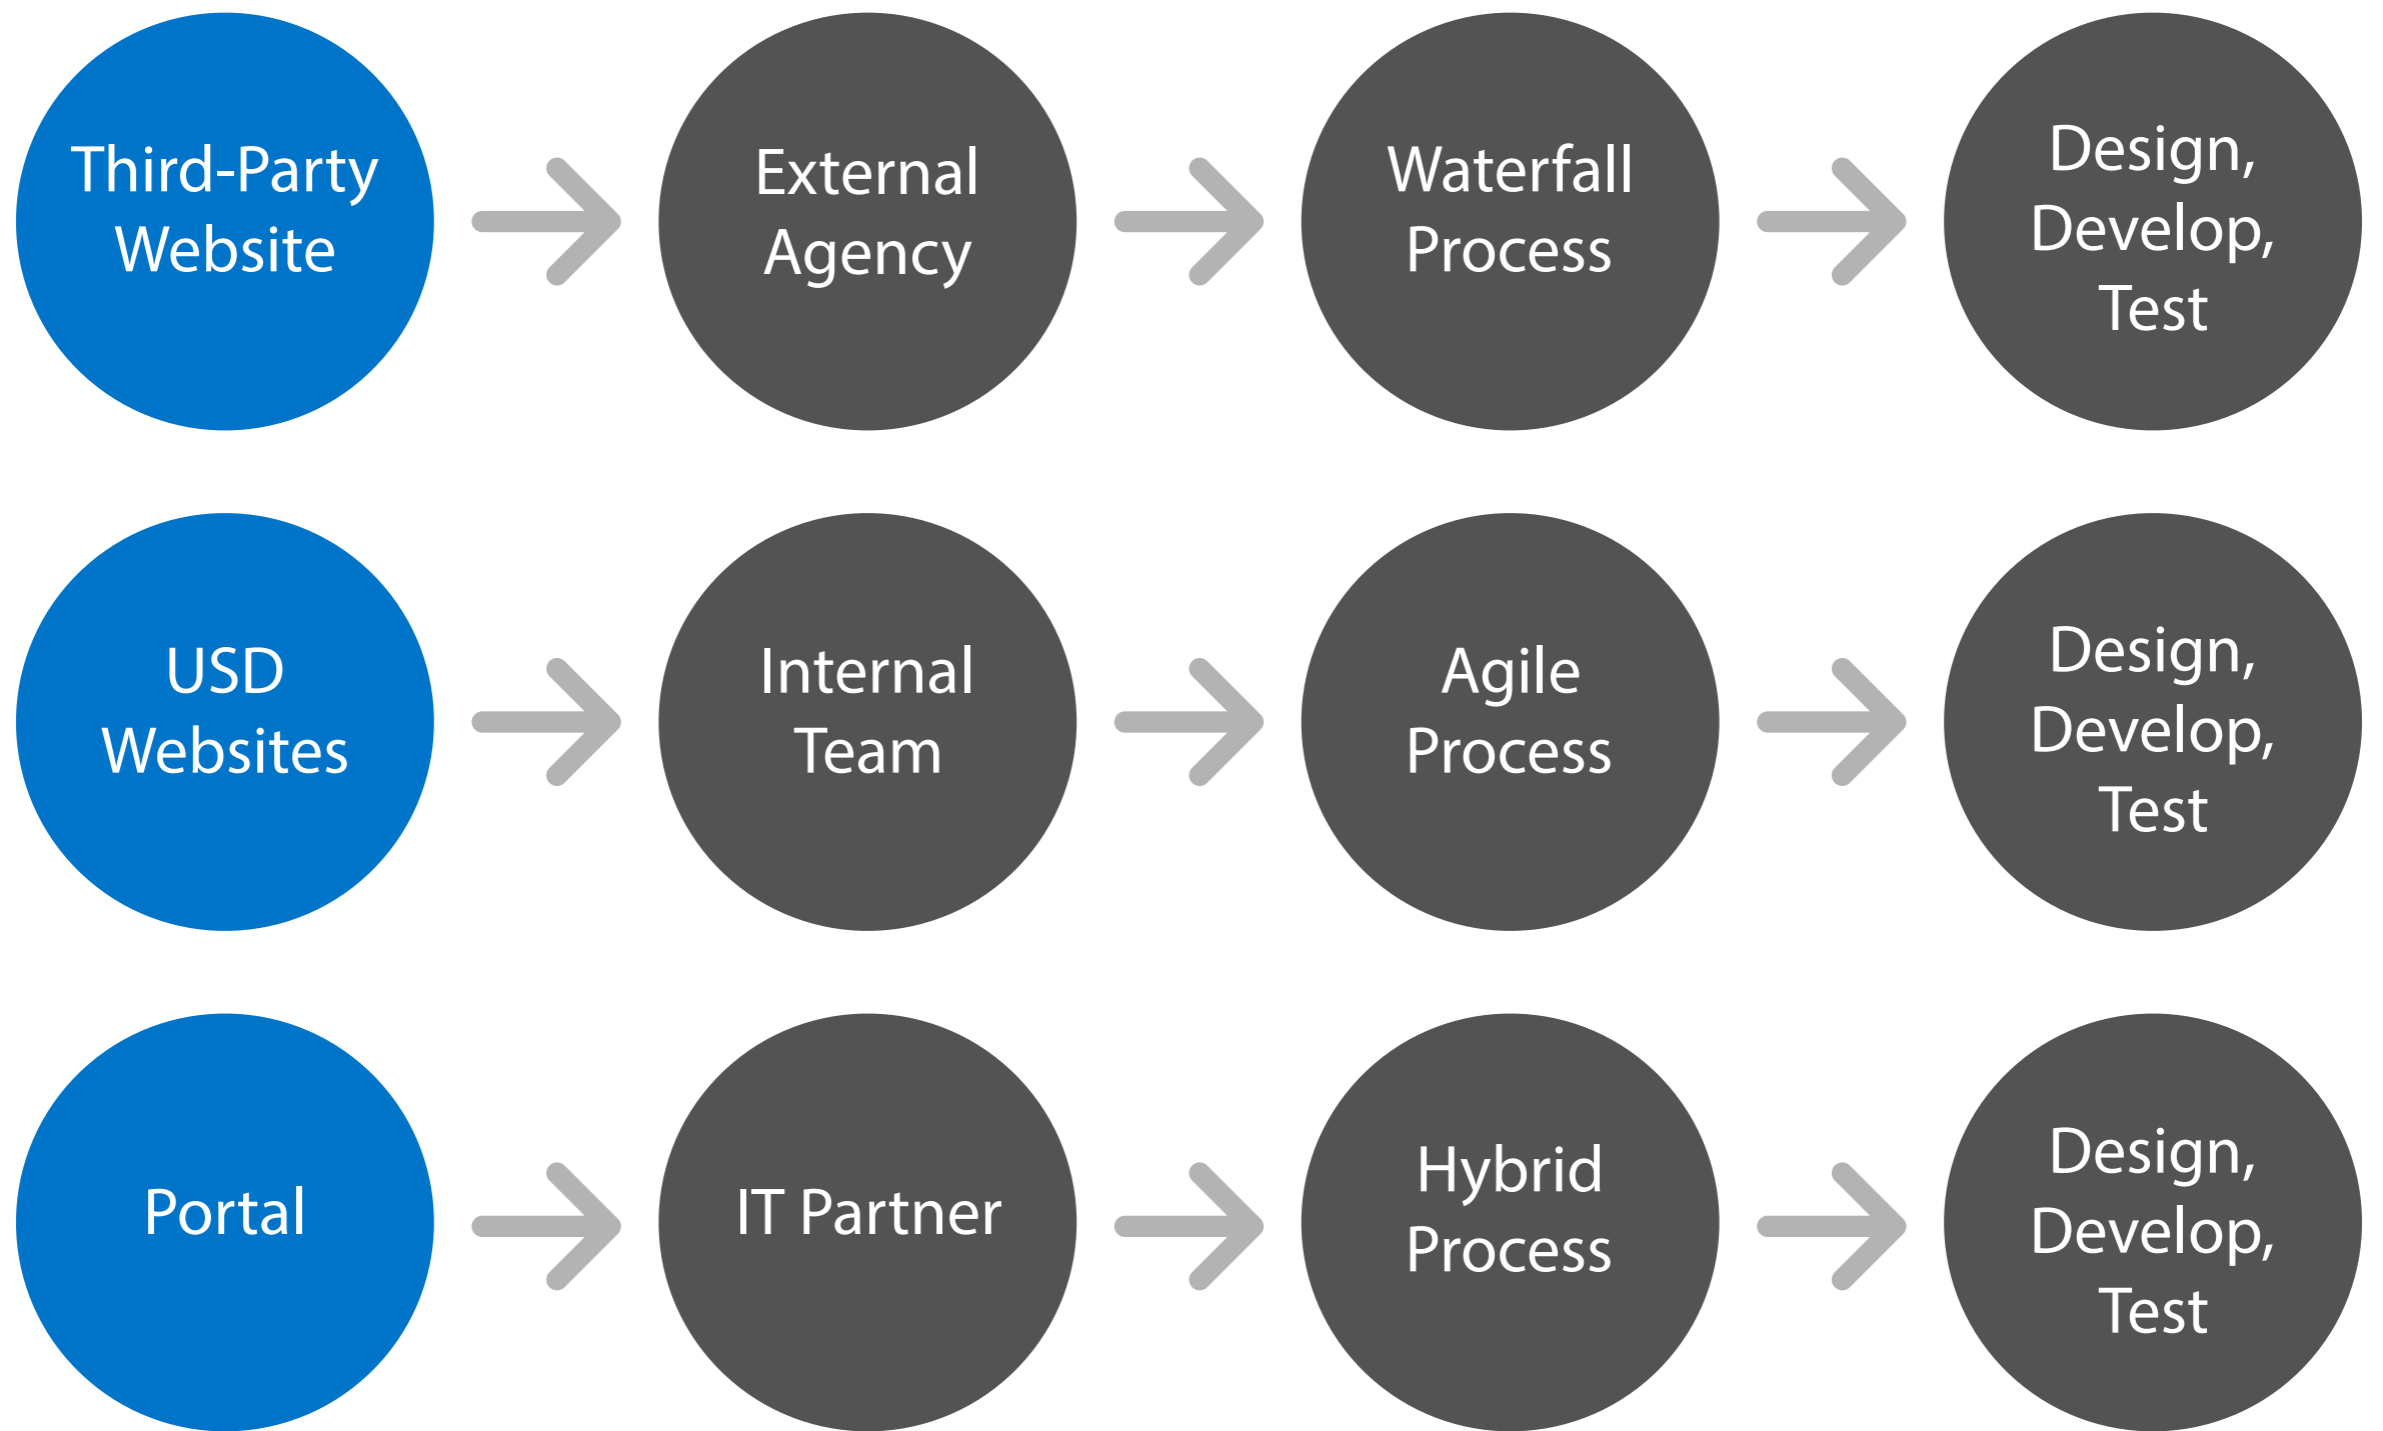 Third-Party
Website
External
Agency
Waterfall
Process
Design,
Develop,
Test
USD
Websites
Internal
Team
Agile
Process
Design,
Develop,
Test
Portal
IT Partner
Hybrid
Process
Design,
Develop,
Test